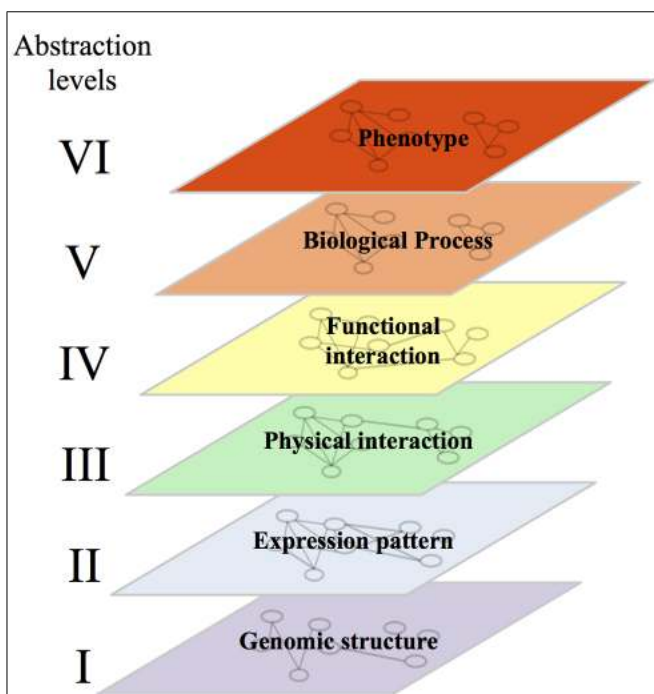 Abstraction
levels
VI
Phenotype
V
Biological Process
IV
Functional
interaction
III
Physical interaction
II
Expression pattern
I
Genomic structure